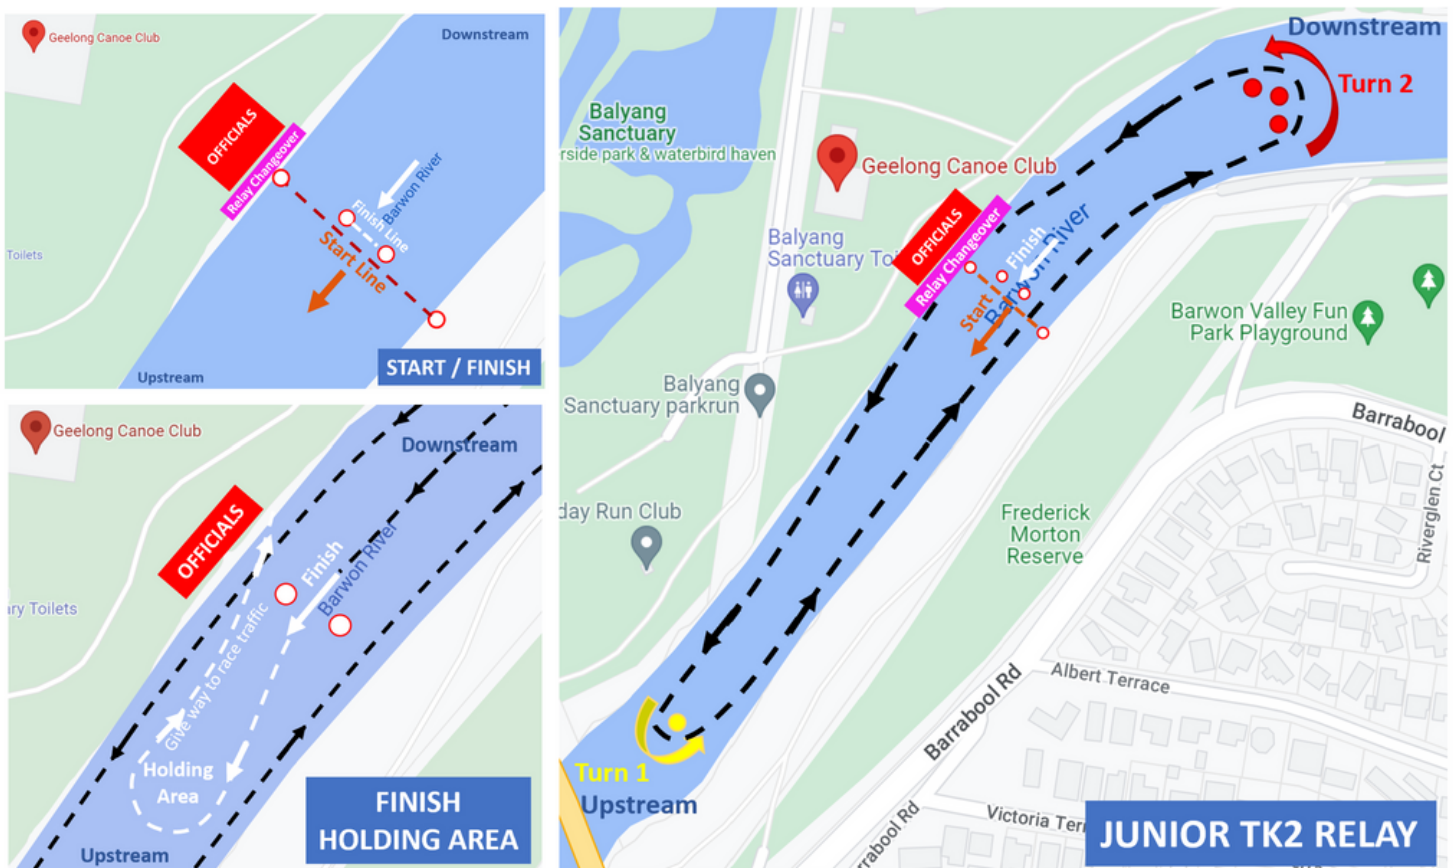 Geelong Canoe Club
Downstream
OFFICIALS
Relay Changeover
Barwon River
Finish Line
Start Line
Toilets
Upstream
START / FINISH
Geelong Canoe Club
Downstream
OFFICIALS
Finish
Barwon River
ary Toilets
Give way to race traffic
Holding
Area
FINISH
HOLDING AREA
Upstream
Downstream
Turn 2
Balyang
Sanctuary
rside park & waterbird haven
Geelong Canoe Club
OFFICIALS
Relay Changeover
Finish
Barwon River
Start
Balyang
Sanctuary Toi
Barwon Valley Fun
Park Playground
Balyang
Sanctuary parkrun
Barrabool
Riverglen Ct
day Run Club
Frederick
Morton
Reserve
Albert Terrace
Barrabool Rd
Turn 1
Upstream
Victoria Terr
arrabool Rd
JUNIOR TK2 RELAY